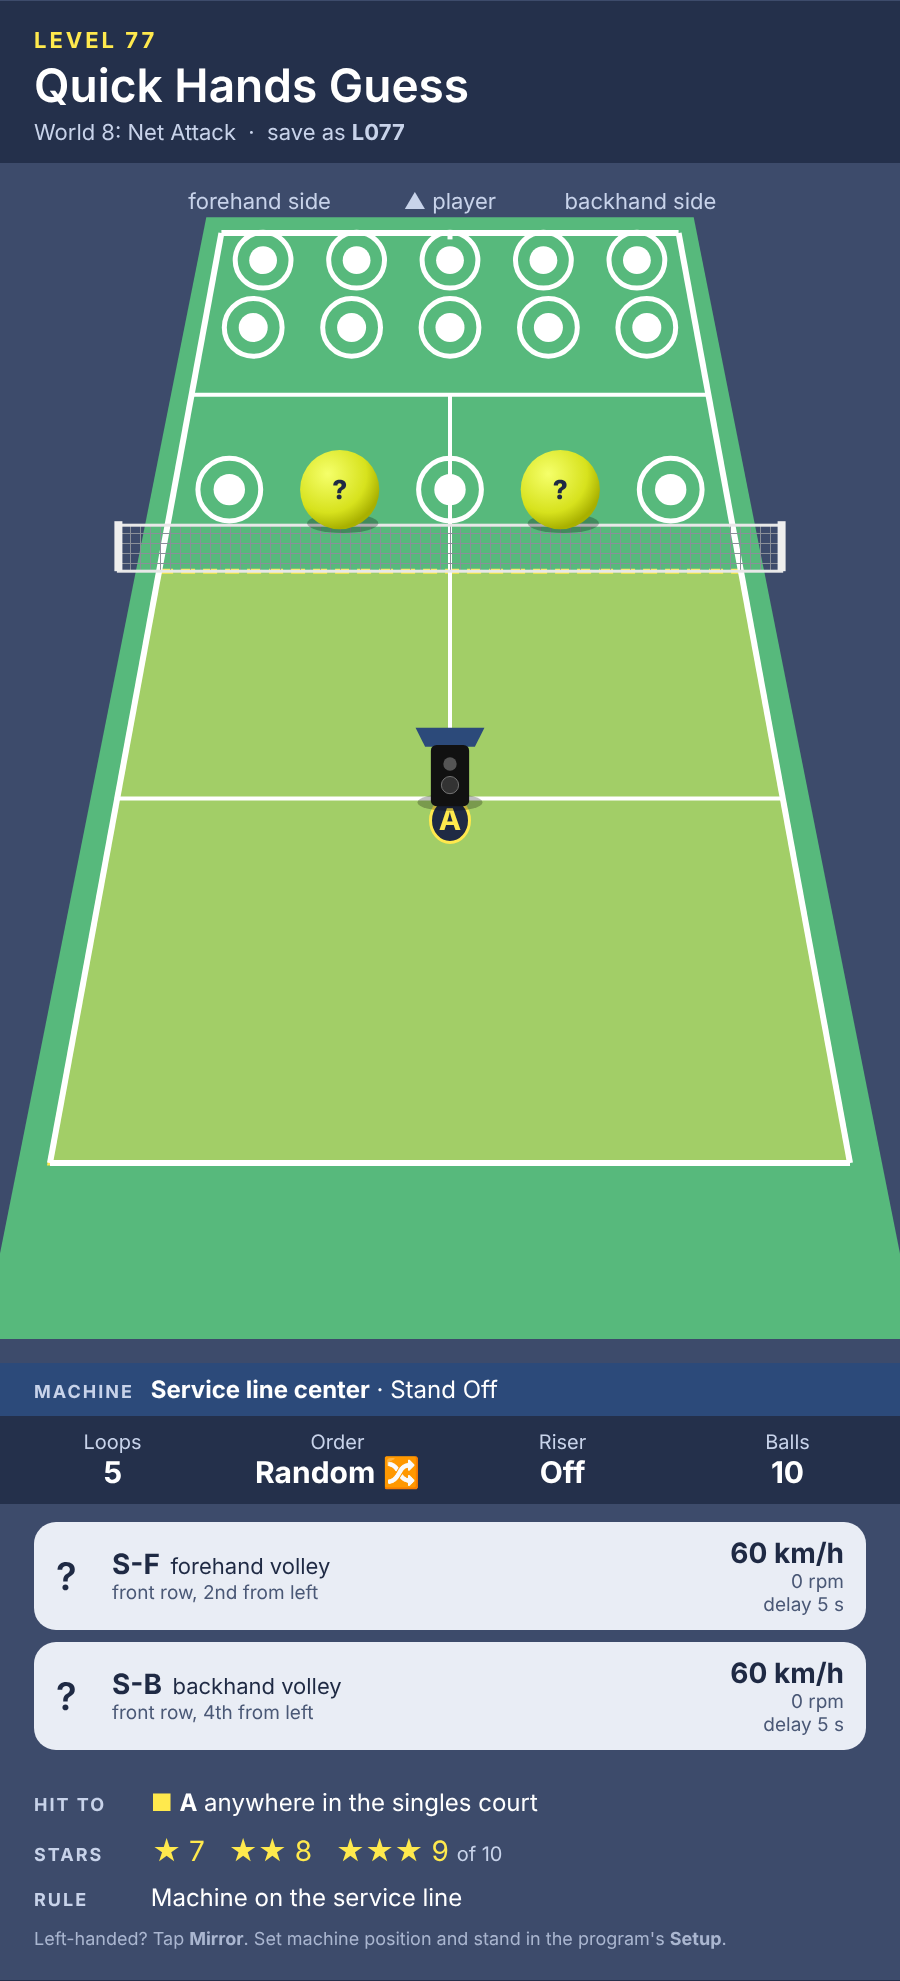 LEVEL 77
Quick Hands Guess
World 8: Net Attack · save as L077
forehand side ▲ player backhand side
? ?
A
MACHINE Service line center · Stand Off
Loops Order Riser Balls
5 Random 🔀 Off 10
? S-F forehand volley 60 km/h
front row, 2nd from left 0 rpm
delay 5 s
? S-B backhand volley 60 km/h
front row, 4th from left 0 rpm
delay 5 s
HIT TO ■ A anywhere in the singles court
STARS ★ 7 ★★ 8 ★★★ 9 of 10
RULE Machine on the service line
Left-handed? Tap Mirror. Set machine position and stand in the program's Setup.